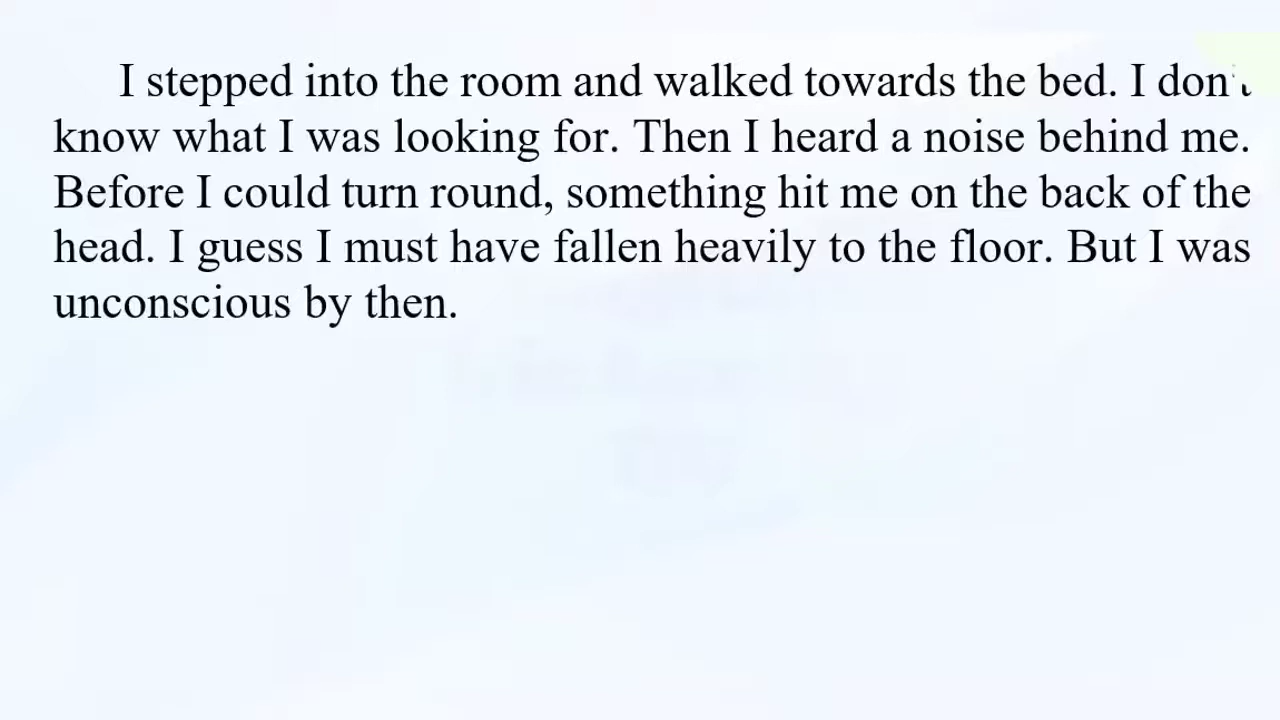 I stepped into the room and walked towards the bed. I don't
know what I was looking for. Then I heard a noise behind me.
Before I could turn round, something hit me on the back of the
head. I guess I must have fallen heavily to the floor. But I was
unconscious by then.